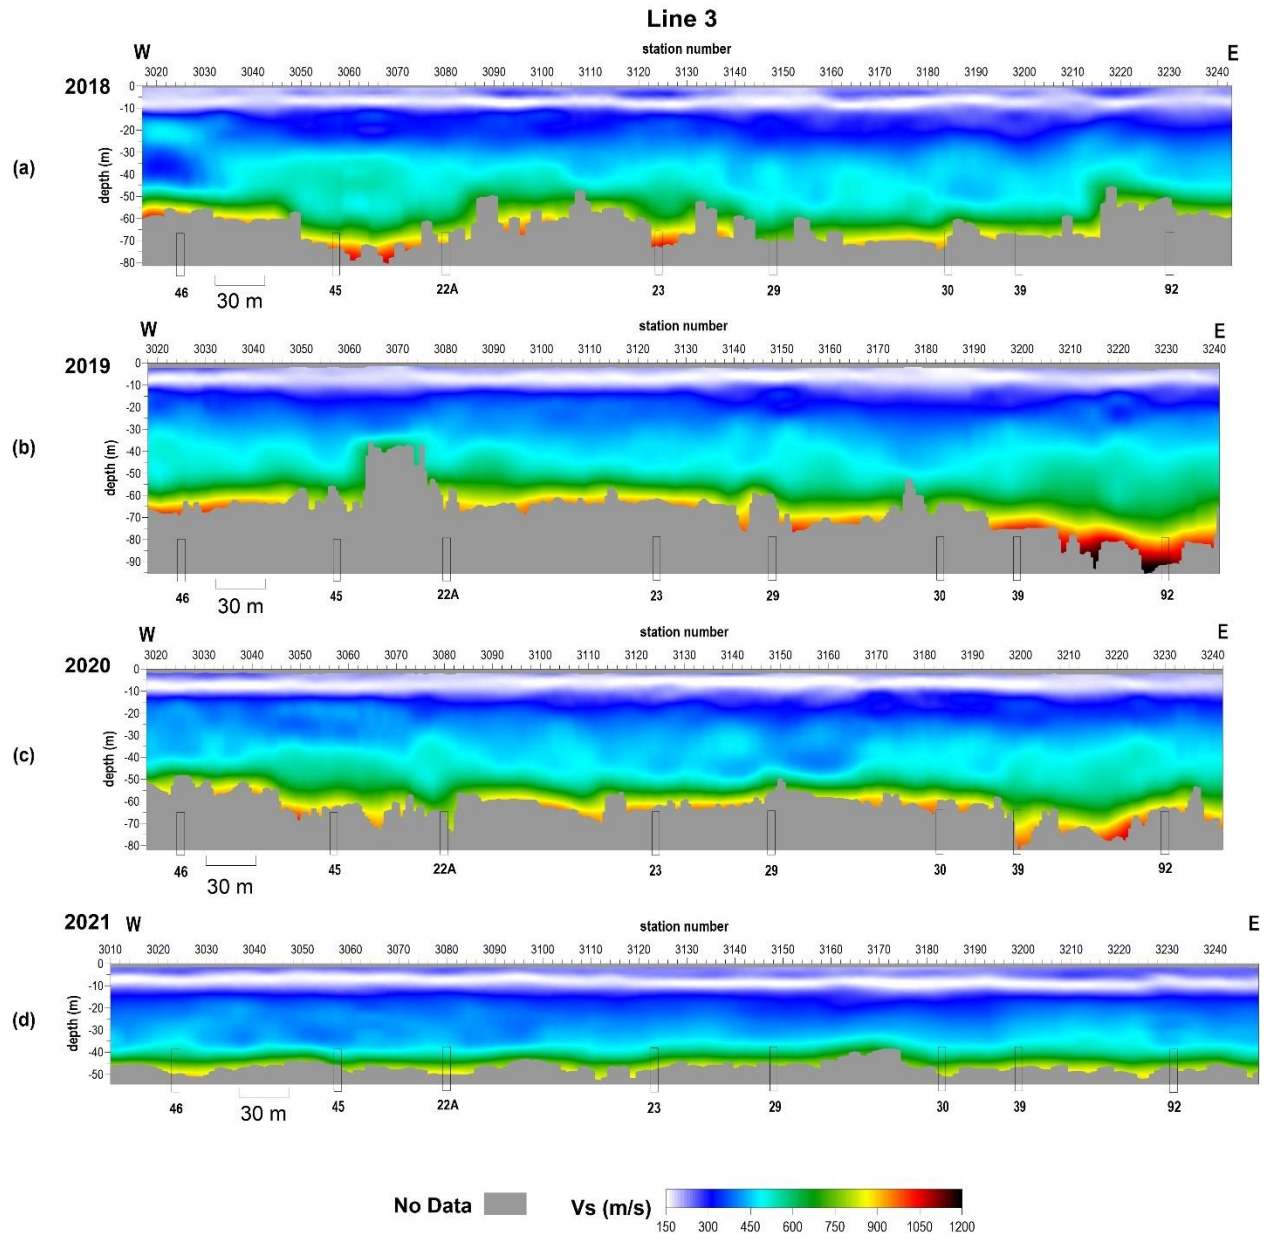 Line 3
W station number E
3020 3030 3040 3050 3060 3070 3080 3090 3100 3110 3120 3130 3140 3150 3160 3170 3180 3190 3200 3210 3220 3230 3240
2018
(a)
depth (m)
0
-10
-20
-30
-40
-50
-60
-70
-80
46 45 22A 23 29 30 39 92
30 m
W station number E
3020 3030 3040 3050 3060 3070 3080 3090 3100 3110 3120 3130 3140 3150 3160 3170 3180 3190 3200 3210 3220 3230 3240
2019
(b)
depth (m)
0
-10
-20
-30
-40
-50
-60
-70
-80
-90
46 45 22A 23 29 30 39 92
30 m
W station number E
3020 3030 3040 3050 3060 3070 3080 3090 3100 3110 3120 3130 3140 3150 3160 3170 3180 3190 3200 3210 3220 3230 3240
2020
(c)
depth (m)
0
-10
-20
-30
-40
-50
-60
-70
-80
46 45 22A 23 29 30 39 92
30 m
2021 W station number E
3010 3020 3030 3040 3050 3060 3070 3080 3090 3100 3110 3120 3130 3140 3150 3160 3170 3180 3190 3200 3210 3220 3230 3240
(d)
depth (m)
0
-10
-20
-30
-40
-50
46 45 22A 23 29 30 39 92
30 m
No Data Vs (m/s)
150 300 450 600 750 900 1050 1200